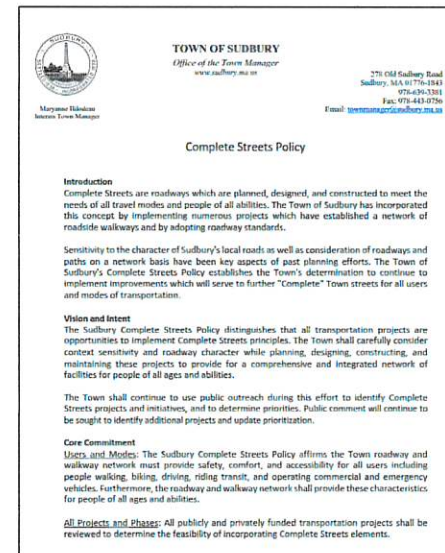 SUDBURY
TOWN OF SUDBURY
Office of the Town Manager
www.sudbury.ma.us
278 Old Sudbury Road
Sudbury, MA 01776-1843
978-639-3381
Fax: 978-443-0756
Email: townmanager@sudbury.ma.us
Maryanne Bilodeau
Interim Town Manager
Complete Streets Policy
Introduction
Complete Streets are roadways which are planned, designed, and constructed to meet the
needs of all travel modes and people of all abilities. The Town of Sudbury has incorporated
this concept by implementing numerous projects which have established a network of
roadside walkways and by adopting roadway standards.
Sensitivity to the character of Sudbury's local roads as well as consideration of roadways and
paths on a network basis have been key aspects of past planning efforts. The Town of
Sudbury's Complete Streets Policy establishes the Town's determination to continue to
implement improvements which will serve to further "Complete" Town streets for all users
and modes of transportation.
Vision and Intent
The Sudbury Complete Streets Policy distinguishes that all transportation projects are
opportunities to implement Complete Streets principles. The Town shall carefully consider
context sensitivity and roadway character while planning, designing, constructing, and
maintaining these projects to provide for a comprehensive and integrated network of
facilities for people of all ages and abilities.
The Town shall continue to use public outreach during this effort to identify Complete
Streets projects and initiatives, and to determine priorities. Public comment will continue to
be sought to identify additional projects and update prioritization.
Core Commitment
Users and Modes: The Sudbury Complete Streets Policy affirms the Town roadway and
walkway network must provide safety, comfort, and accessibility for all users including
people walking, biking, driving, riding transit, and operating commercial and emergency
vehicles. Furthermore, the roadway and walkway network shall provide these characteristics
for people of all ages and abilities.
All Projects and Phases: All publicly and privately funded transportation projects shall be
reviewed to determine the feasibility of incorporating Complete Streets elements.